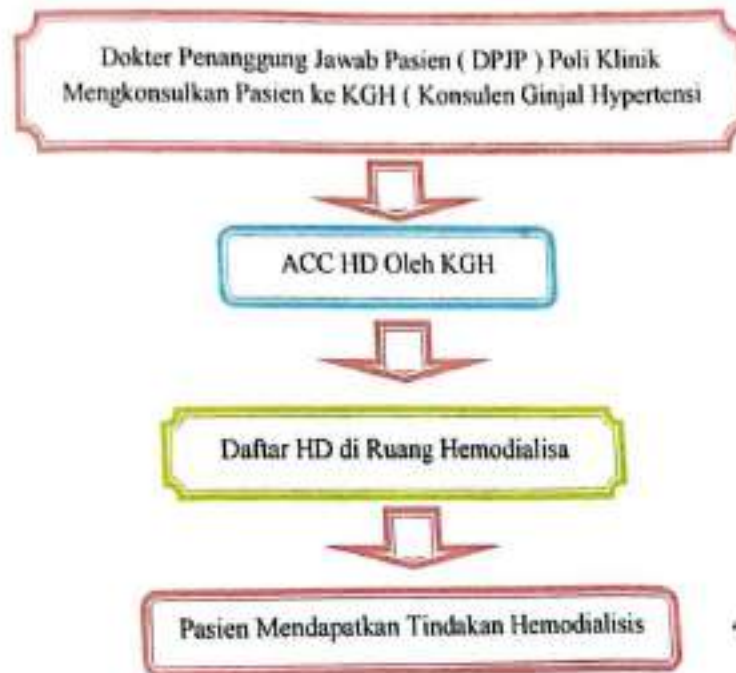 Dokter Penanggung Jawab Pasien ( DPJP ) Poli Klinik
Mengkonsulkan Pasien ke KGH ( Konsulen Ginjal Hypertensi
ACC HD Oleh KGH
Daftar HD di Ruang Hemodialisa
Pasien Mendapatkan Tindakan Hemodialisis